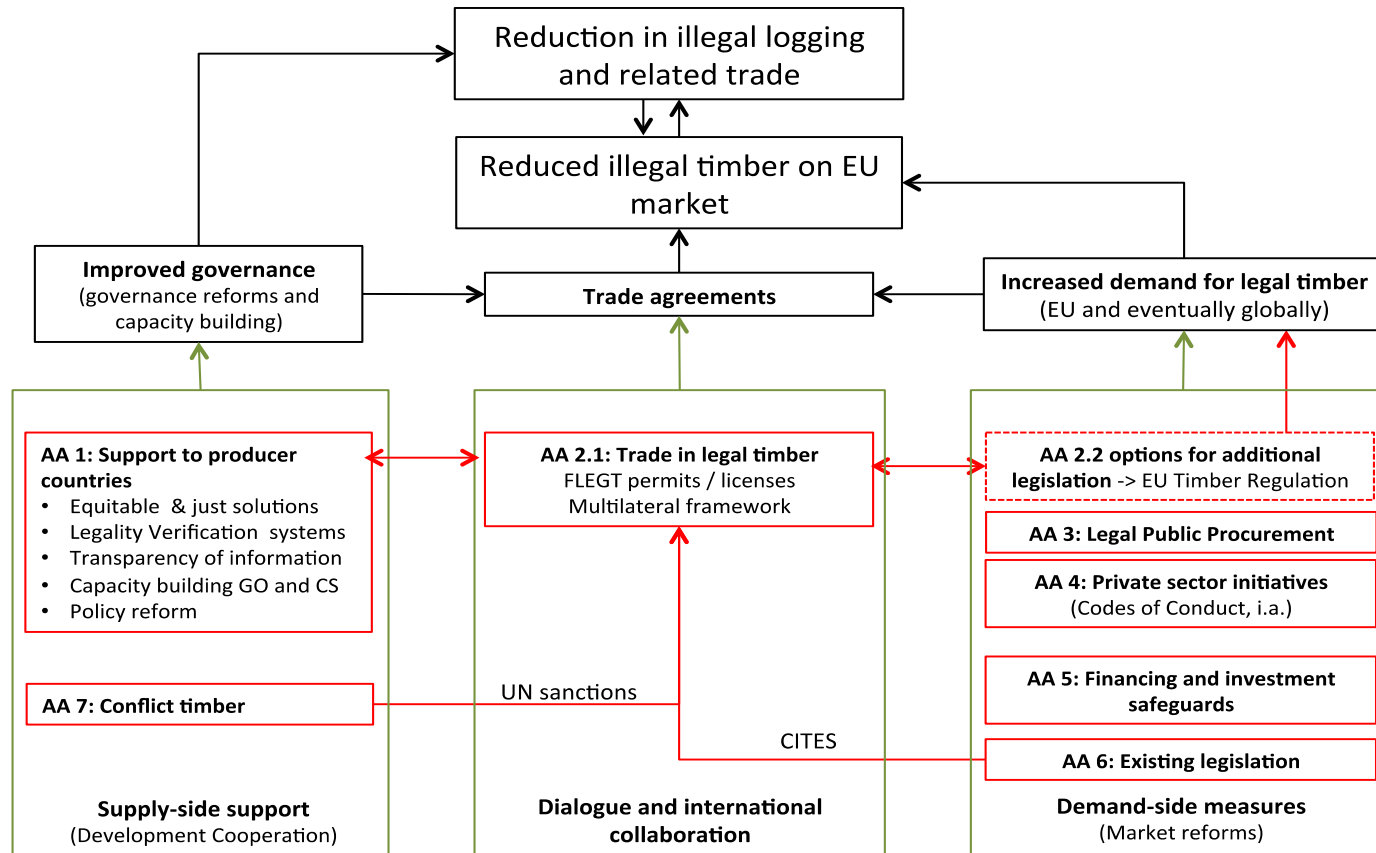 Reduction in illegal logging
and related trade
Reduced illegal timber on EU
market
Improved governance
(governance reforms and
capacity building)
Trade agreements
Increased demand for legal timber
(EU and eventually globally)
AA 1: Support to producer
countries
• Equitable & just solutions
• Legality Verification systems
• Transparency of information
• Capacity building GO and CS
• Policy reform
AA 7: Conflict timber
Supply-side support
(Development Cooperation)
AA 2.1: Trade in legal timber
FLEGT permits / licenses
Multilateral framework
UN sanctions
CITES
Dialogue and international
collaboration
AA 2.2 options for additional
legislation -> EU Timber Regulation
AA 3: Legal Public Procurement
AA 4: Private sector initiatives
(Codes of Conduct, i.a.)
AA 5: Financing and investment
safeguards
AA 6: Existing legislation
Demand-side measures
(Market reforms)